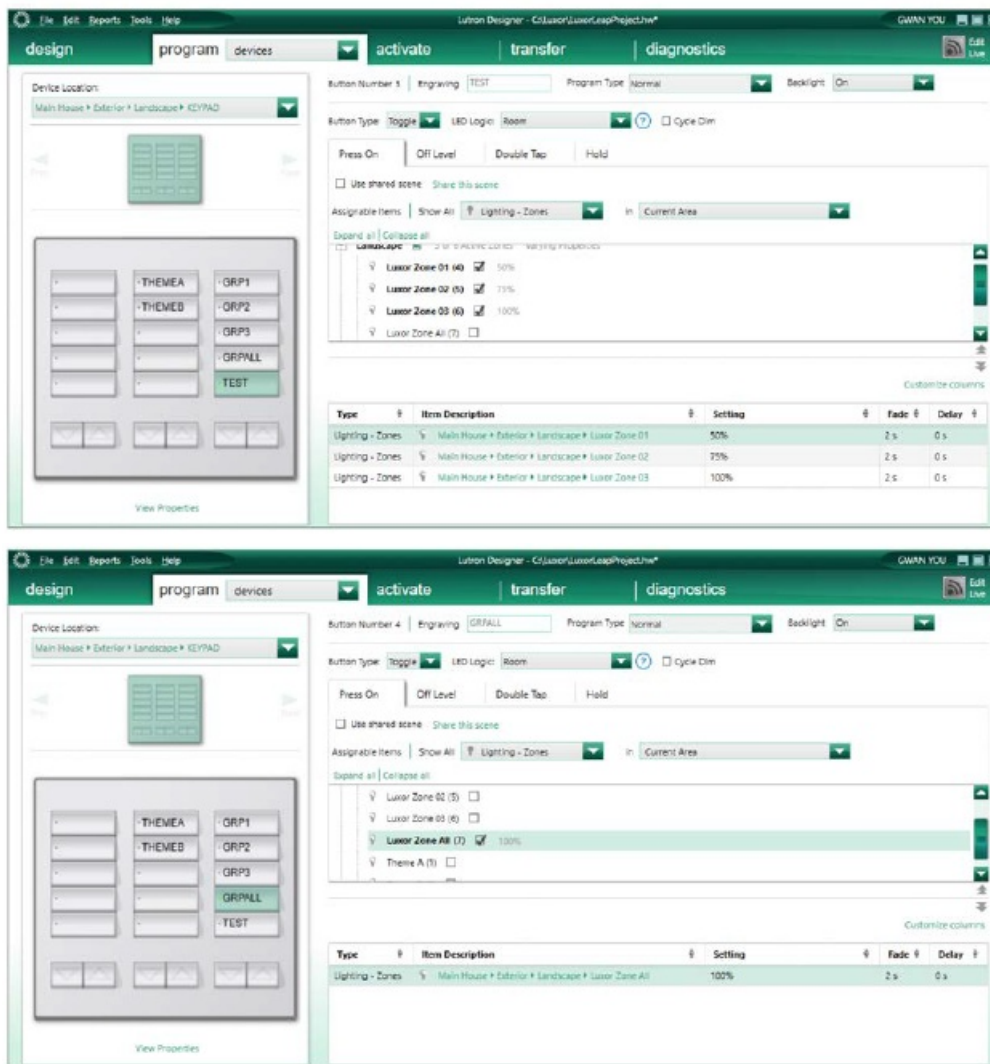 File Edit Reports Tools Help Lutron Designer - C:\Luxor\LuxorLeapProject.hw* GWAN YOU
design program devices activate transfer diagnostics Edit Live
Device Location:
Main House ▸ Exterior ▸ Landscape ▸ KEYPAD
Button Number 5 Engraving TEST Program Type Normal Backlight On
Button Type: Toggle LED Logic: Room ? Cycle Dim
Press On Off Level Double Tap Hold
Use shared scene Share this scene
Assignable Items Show All Lighting - Zones in Current Area
Expand all | Collapse all
Landscape Varying Properties
Luxor Zone 01 (4) 50%
Luxor Zone 02 (5) 75%
Luxor Zone 03 (6) 100%
Luxor Zone All (7)
THEMEA GRP1
THEMEB GRP2
GRP3
GRPALL
TEST
View Properties
Customize columns
Type Item Description Setting Fade Delay
Lighting - Zones Main House ▸ Exterior ▸ Landscape ▸ Luxor Zone 01 50% 2 s 0 s
Lighting - Zones Main House ▸ Exterior ▸ Landscape ▸ Luxor Zone 02 75% 2 s 0 s
Lighting - Zones Main House ▸ Exterior ▸ Landscape ▸ Luxor Zone 03 100% 2 s 0 s
File Edit Reports Tools Help Lutron Designer - C:\Luxor\LuxorLeapProject.hw* GWAN YOU
design program devices activate transfer diagnostics Edit Live
Device Location:
Main House ▸ Exterior ▸ Landscape ▸ KEYPAD
Button Number 4 Engraving GRPALL Program Type Normal Backlight On
Button Type: Toggle LED Logic: Room ? Cycle Dim
Press On Off Level Double Tap Hold
Use shared scene Share this scene
Assignable Items Show All Lighting - Zones in Current Area
Expand all | Collapse all
Luxor Zone 02 (5)
Luxor Zone 03 (6)
Luxor Zone All (7) 100%
Theme A (1)
THEMEA GRP1
THEMEB GRP2
GRP3
GRPALL
TEST
View Properties
Customize columns
Type Item Description Setting Fade Delay
Lighting - Zones Main House ▸ Exterior ▸ Landscape ▸ Luxor Zone All 100% 2 s 0 s